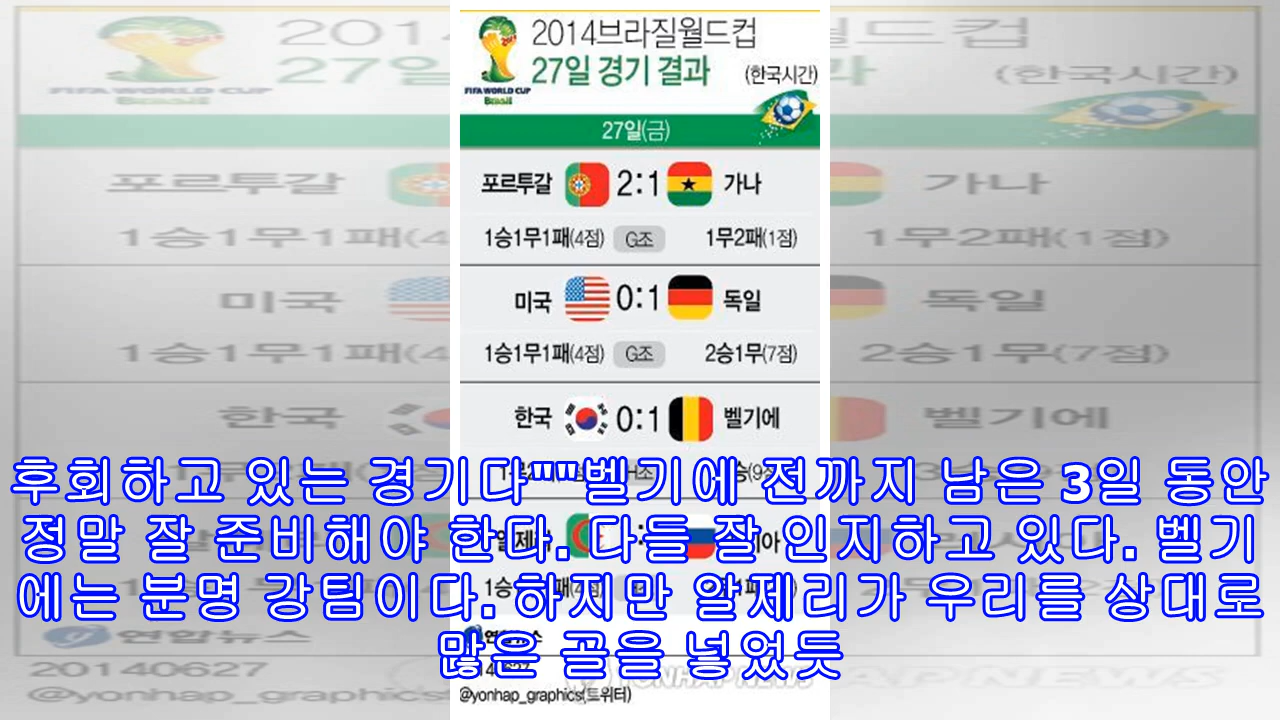 2014브라질월드컵
27일 경기 결과 (한국시간)
FIFA WORLD CUP
Brasil
27일(금)
포르투갈 2:1 가나
1승1무1패(4점) G조 1무2패(1점)
미국 0:1 독일
1승1무1패(4점) G조 2승1무(7점)
한국 0:1 벨기에
후회하고 있는 경기다""벨기에 전까지 남은 3일 동안
정말 잘 준비해야 한다. 다들 잘 인지하고 있다. 벨기
에는 분명 강팀이다. 하지만 알제리가 우리를 상대로
많은 골을 넣었듯
연합뉴스
20140627
YONHAP NEWS
@yonhap_graphics(트위터)